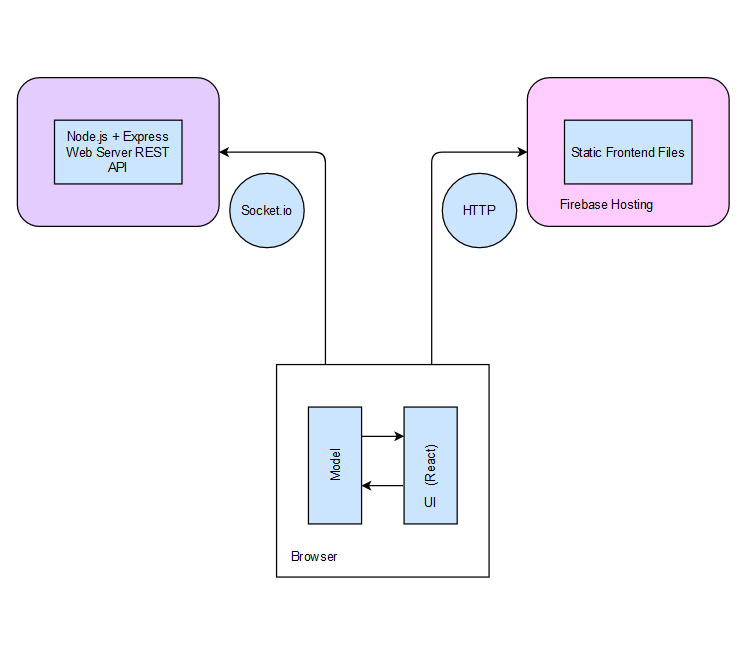 Node.js + Express
Web Server REST
API
Static Frontend Files
Firebase Hosting
Socket.io
HTTP
Model
(React)
UI
Browser